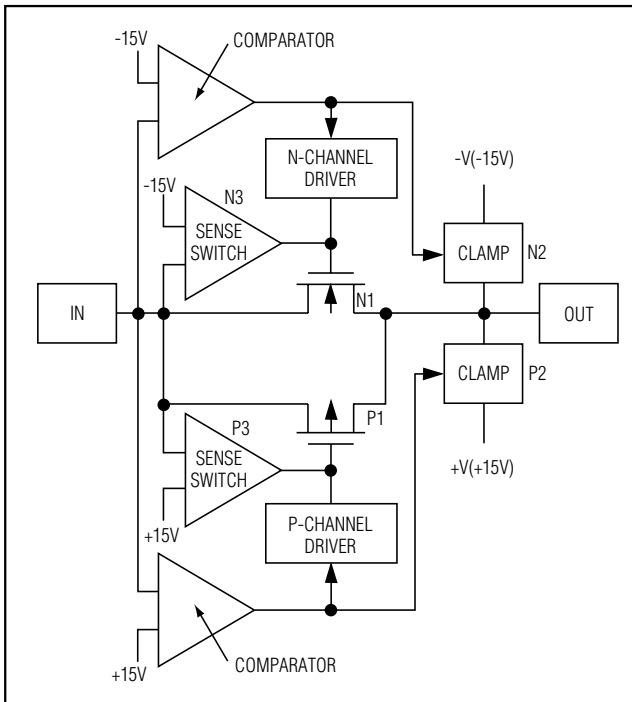 -15V
COMPARATOR
N-CHANNEL
DRIVER
-V(-15V)
-15V
N3
SENSE
SWITCH
CLAMP
N2
N1
IN
OUT
CLAMP
P2
P1
P3
SENSE
SWITCH
+V(+15V)
+15V
P-CHANNEL
DRIVER
+15V
COMPARATOR